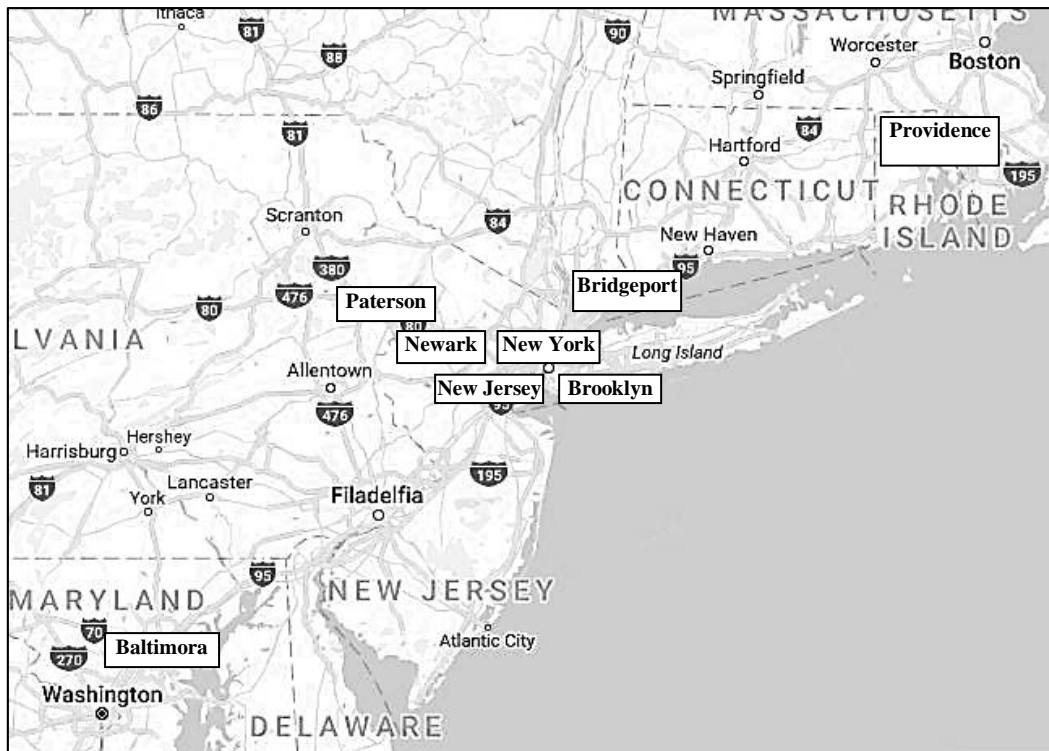 MASSACHUSETTS
Ithaca
81
90
Worcester
Boston
88
Springfield
86
81
84
Providence
Hartford
195
CONNECTICUT
RHODE
ISLAND
Scranton
84
New Haven
380
95
Bridgeport
476
Paterson
80
80
LVANIA
Newark
New York
Long Island
Allentown
New Jersey
Brooklyn
95
476
Harrisburg
Hershey
195
81
Lancaster
York
Filadelfia
95
NEW JERSEY
MARYLAND
70
Baltimora
Atlantic City
270
Washington
DELAWARE